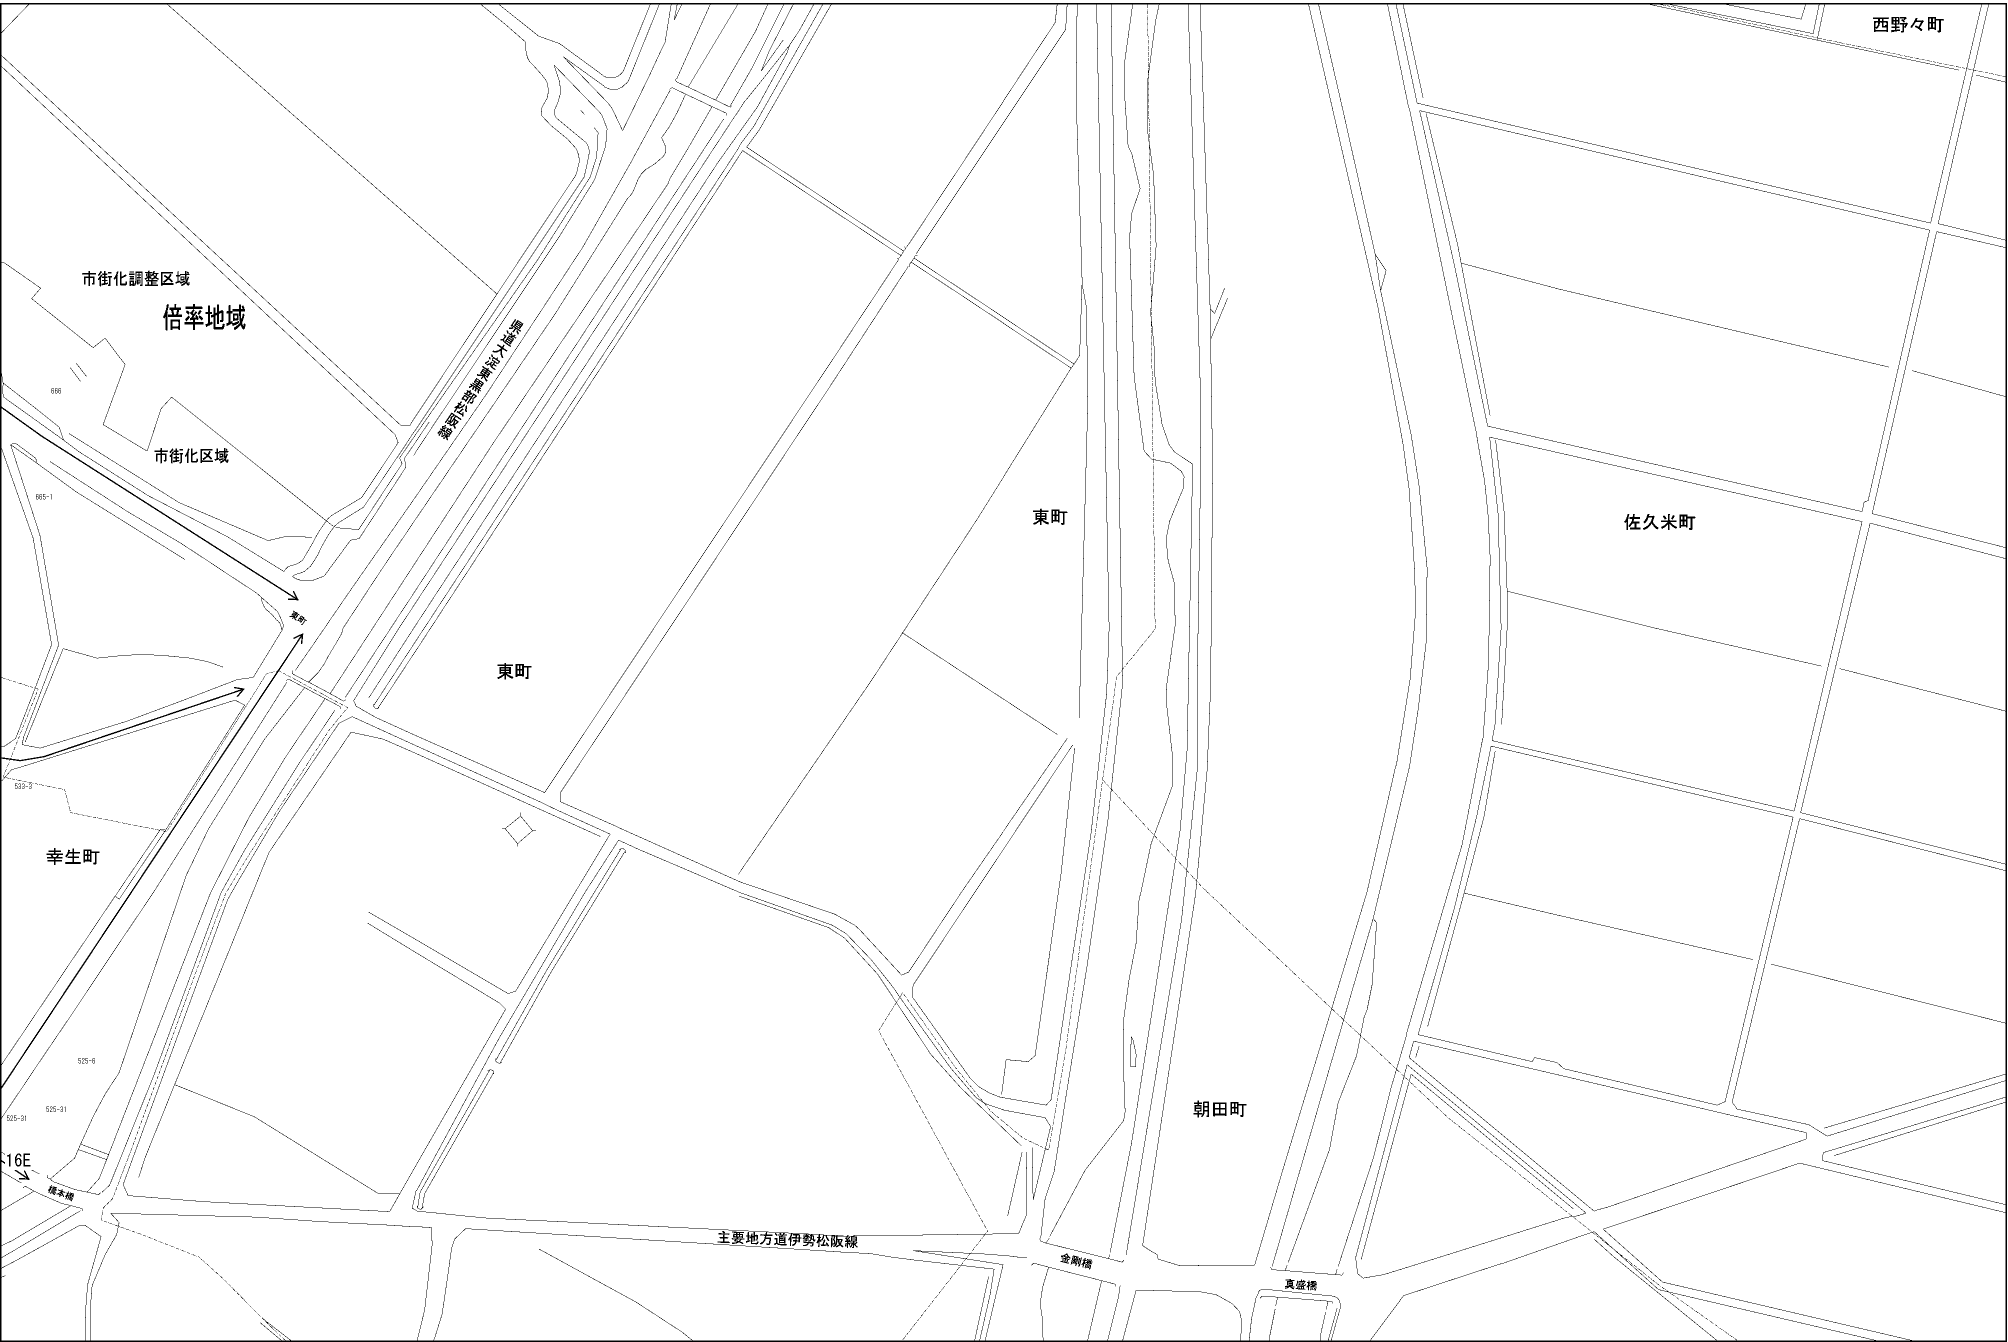 西野々町
市街化調整区域
倍率地域
県道大淀東黒部松阪線
666
市街化区域
665-1
東町
佐久米町
東町
東町
533-3
幸生町
525-6
525-31
525-31
朝田町
16E
橋本橋
主要地方道伊勢松阪線
金剛橋
真盛橋